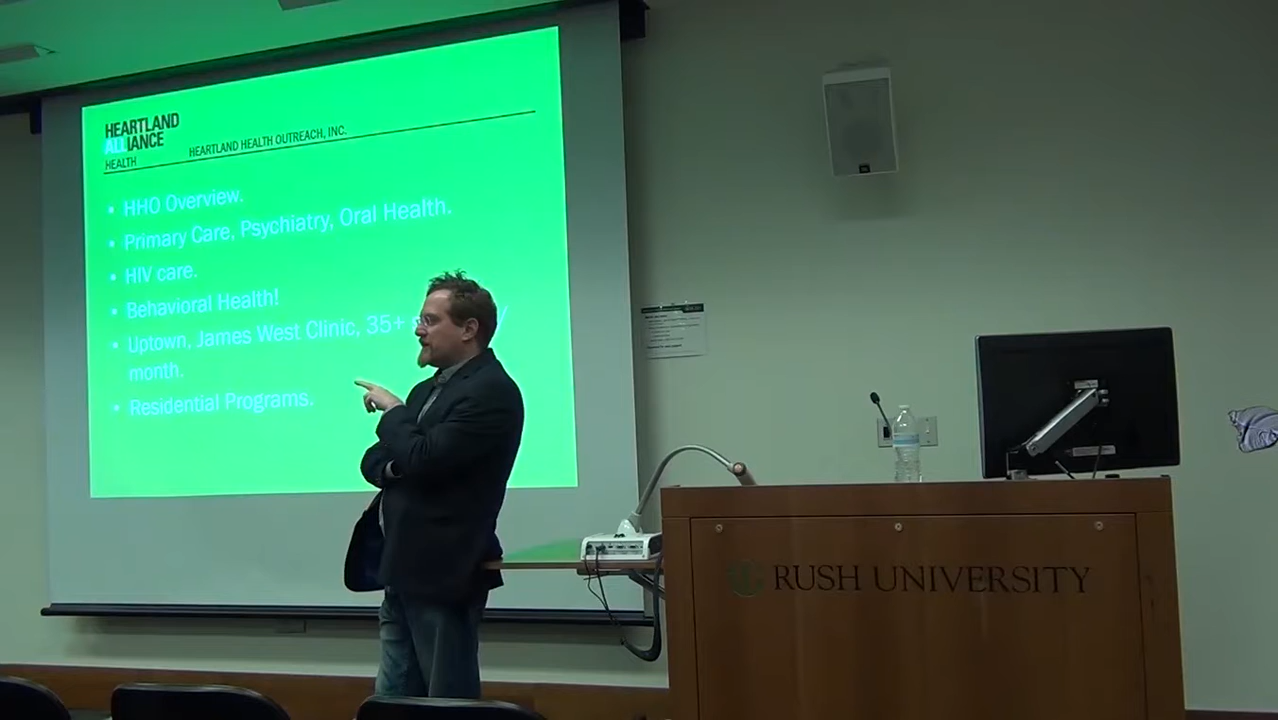 HEARTLAND
ALLIANCE
HEALTH
HEARTLAND HEALTH OUTREACH, INC.
• HHO Overview.
• Primary Care, Psychiatry, Oral Health.
• HIV care.
• Behavioral Health!
• Uptown, James West Clinic, 35+
month.
• Residential Programs.
RUSH UNIVERSITY